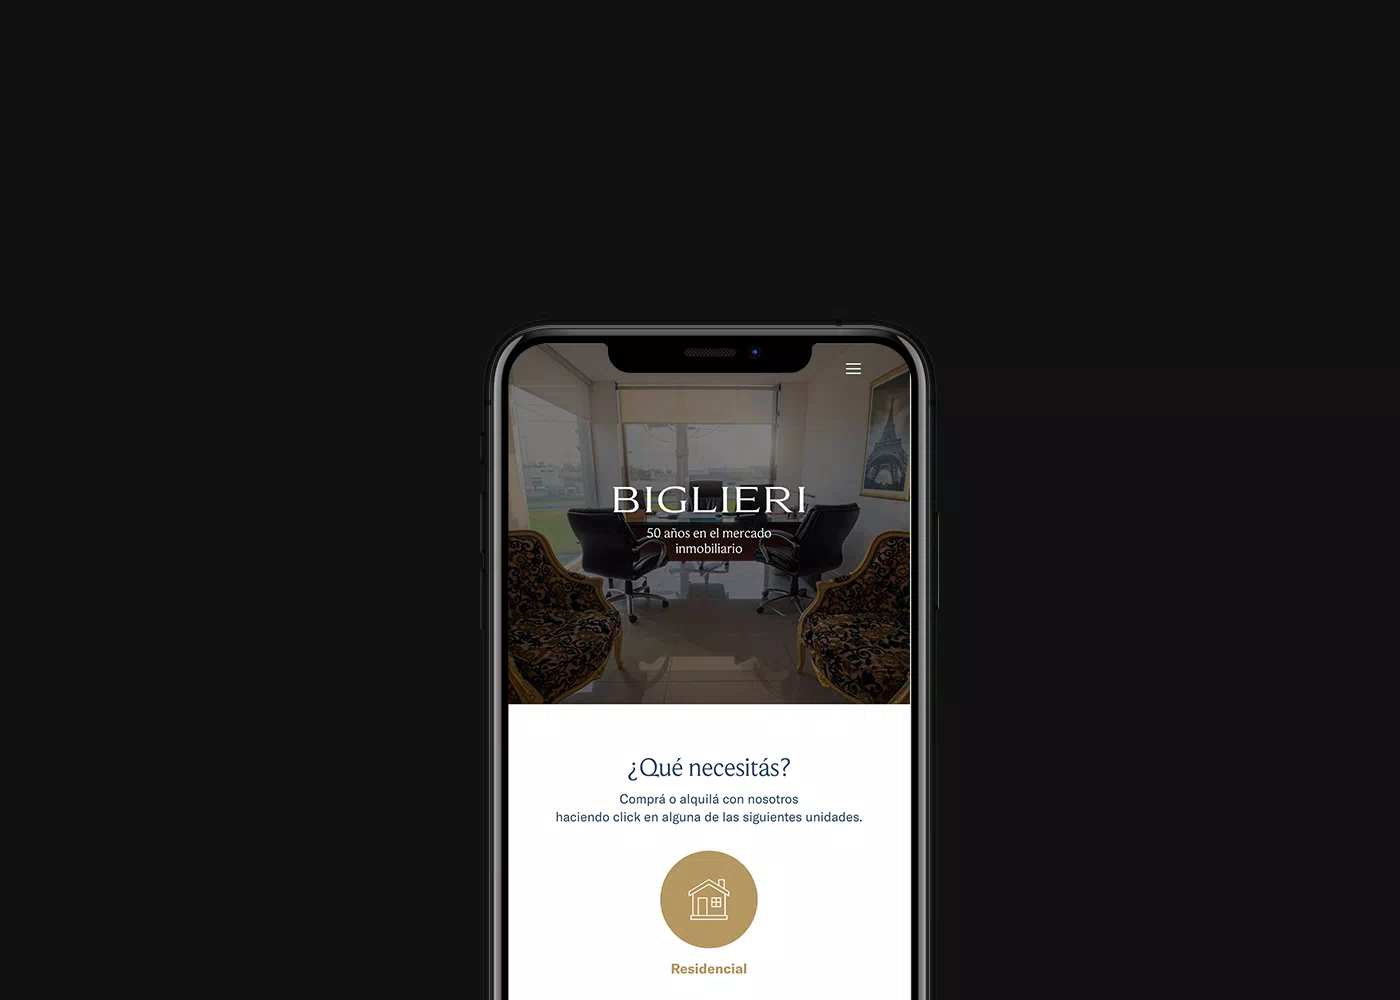 BIGLIERI
50 años en el mercado
inmobiliario
¿Qué necesitás?
Comprá o alquilá con nosotros
haciendo click en alguna de las siguientes unidades.
Residencial